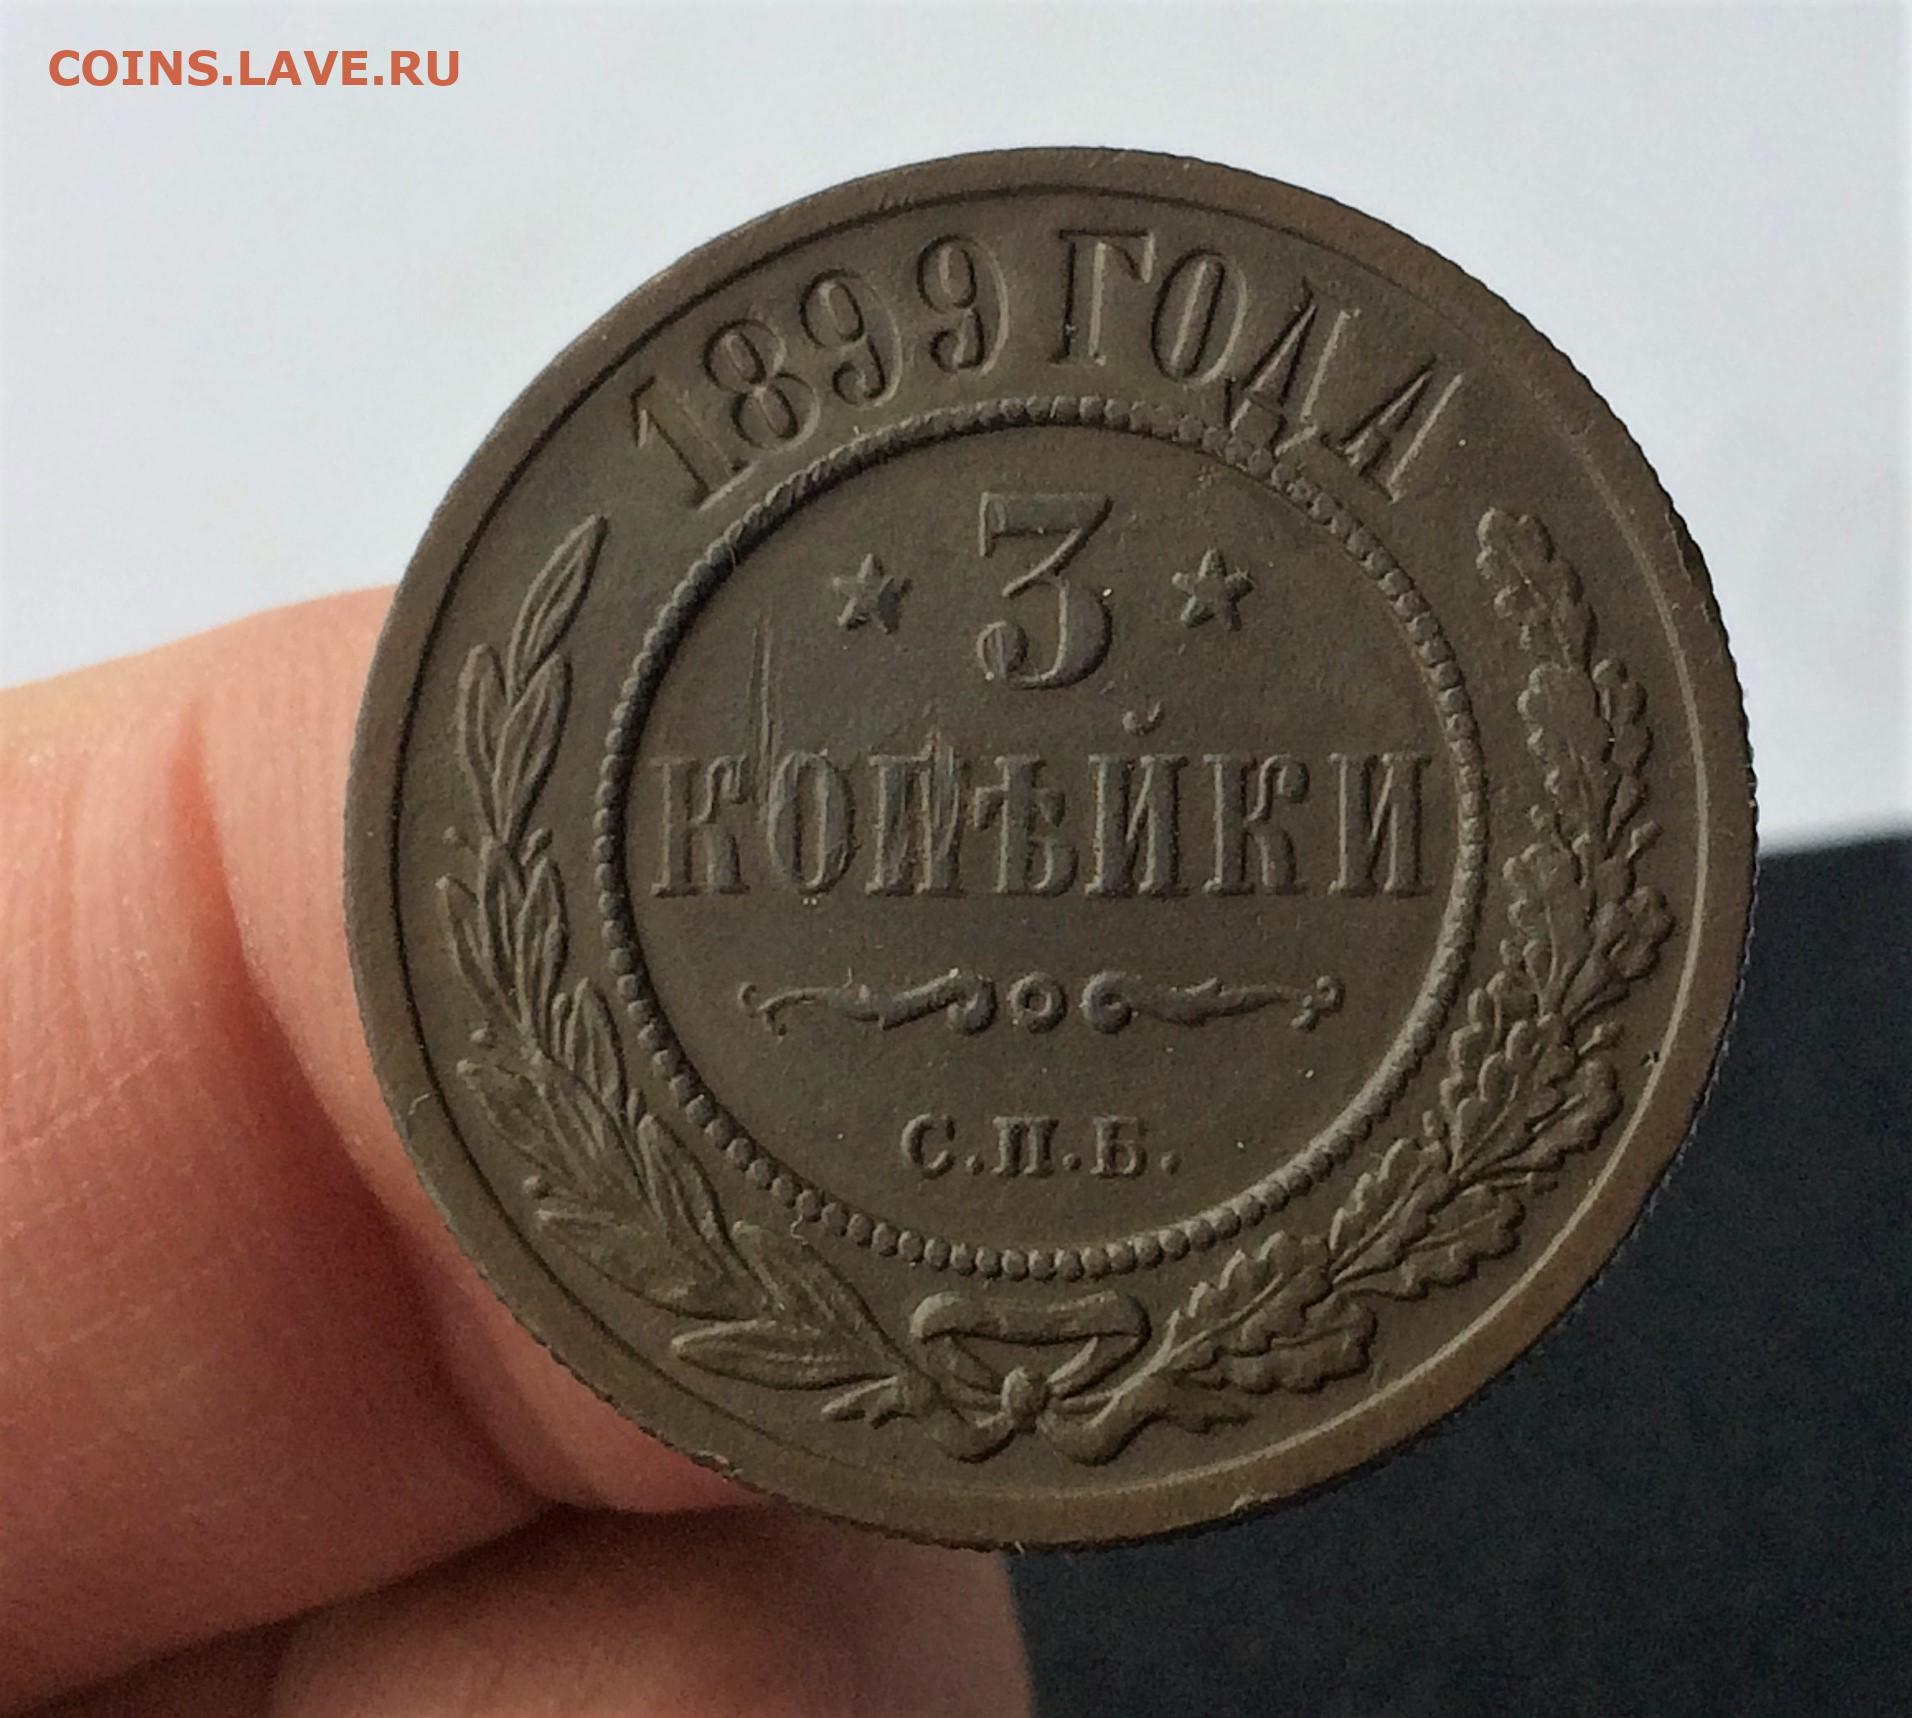 COINS.LAVE.RU
1899 ГОДА
3
КОПѢЙКИ
С.П.Б.